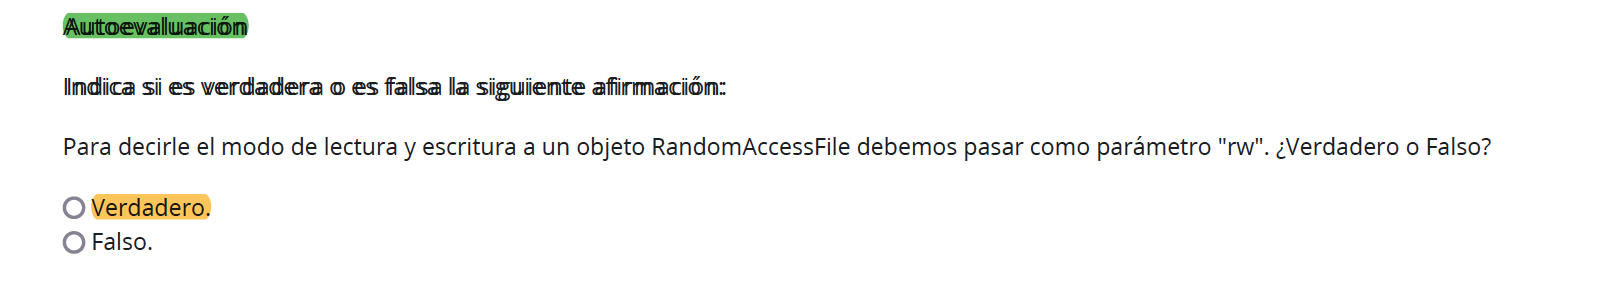 Autoevaluación
Indica si es verdadera o es falsa la siguiente afirmación:
Para decirle el modo de lectura y escritura a un objeto RandomAccessFile debemos pasar como parámetro "rw". ¿Verdadero o Falso?
Verdadero.
Falso.